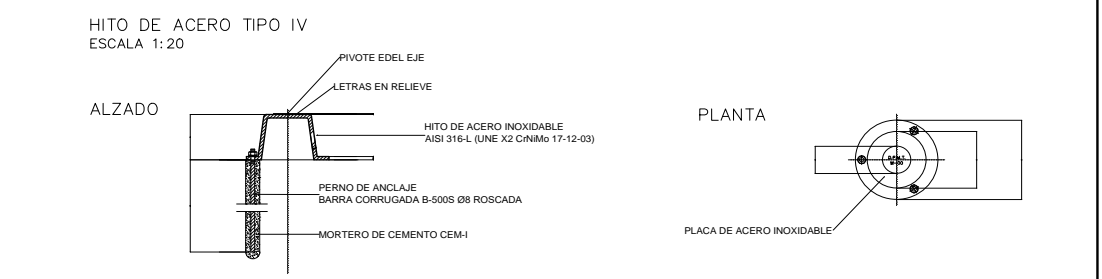 HITO DE ACERO TIPO IV
ESCALA 1:20
PIVOTE EDEL EJE
LETRAS EN RELIEVE
ALZADO
HITO DE ACERO INOXIDABLE
AISI 316-L (UNE X2 CrNiMo 17-12-03)
PERNO DE ANCLAJE
BARRA CORRUGADA B-500S Ø8 ROSCADA
MORTERO DE CEMENTO CEM-I
PLANTA
D.P.M.T.
PLACA DE ACERO INOXIDABLE